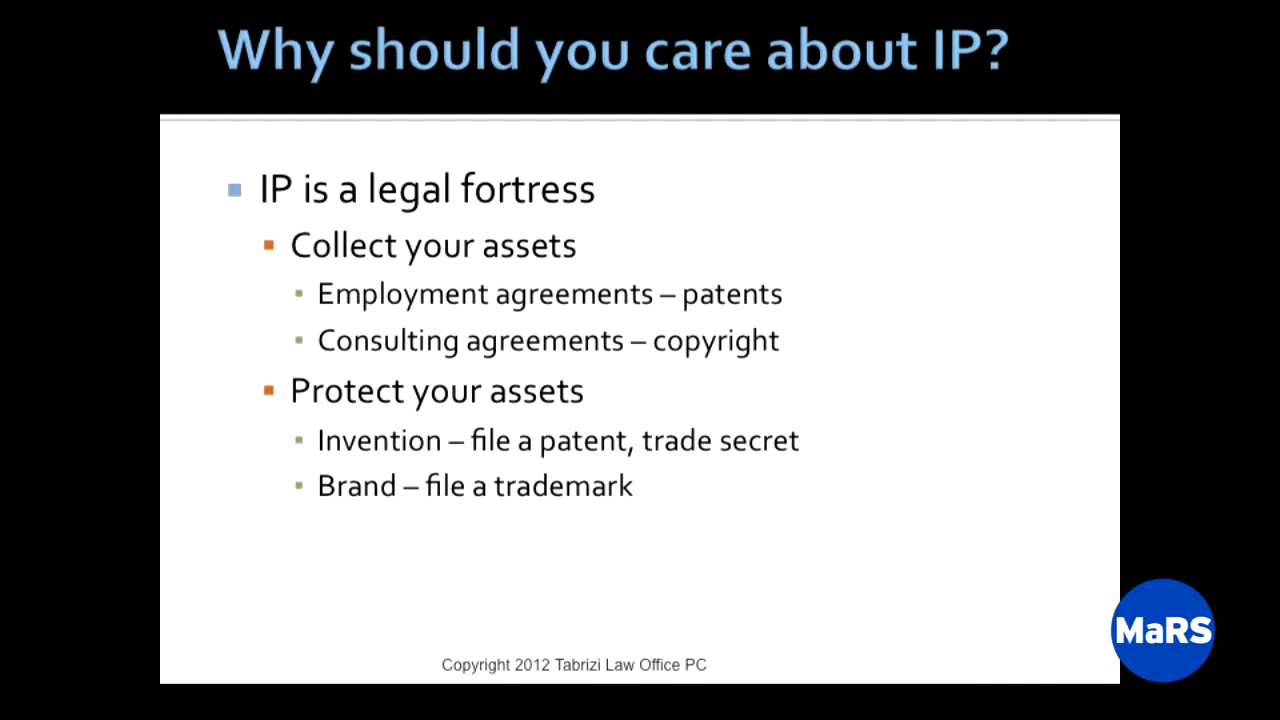 Why should you care about IP?
IP is a legal fortress
Collect your assets
Employment agreements – patents
Consulting agreements – copyright
Protect your assets
Invention – file a patent, trade secret
Brand – file a trademark
MaRS
Copyright 2012 Tabrizi Law Office PC